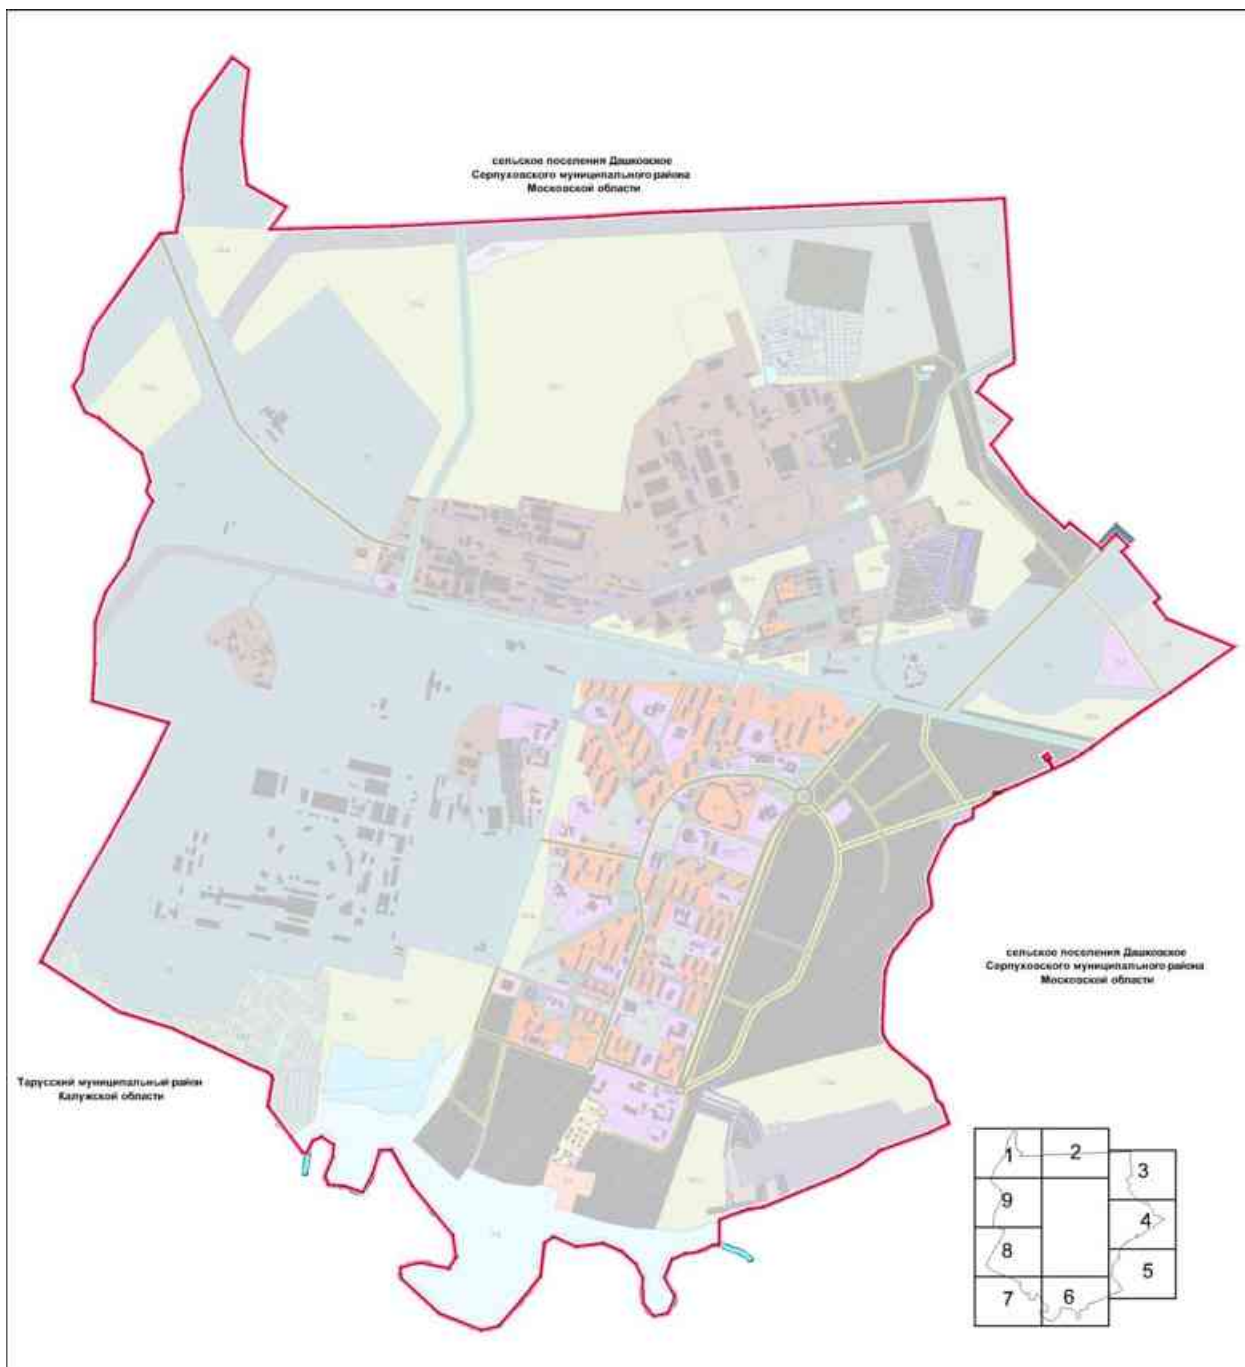 сельское поселения Дашковское
Серпуховского муниципального района
Московской области
сельское поселения Дашковское
Серпуховского муниципального района
Московской области
Тарусский муниципальный район
Калужской области
1
2
3
9
4
8
5
7
6